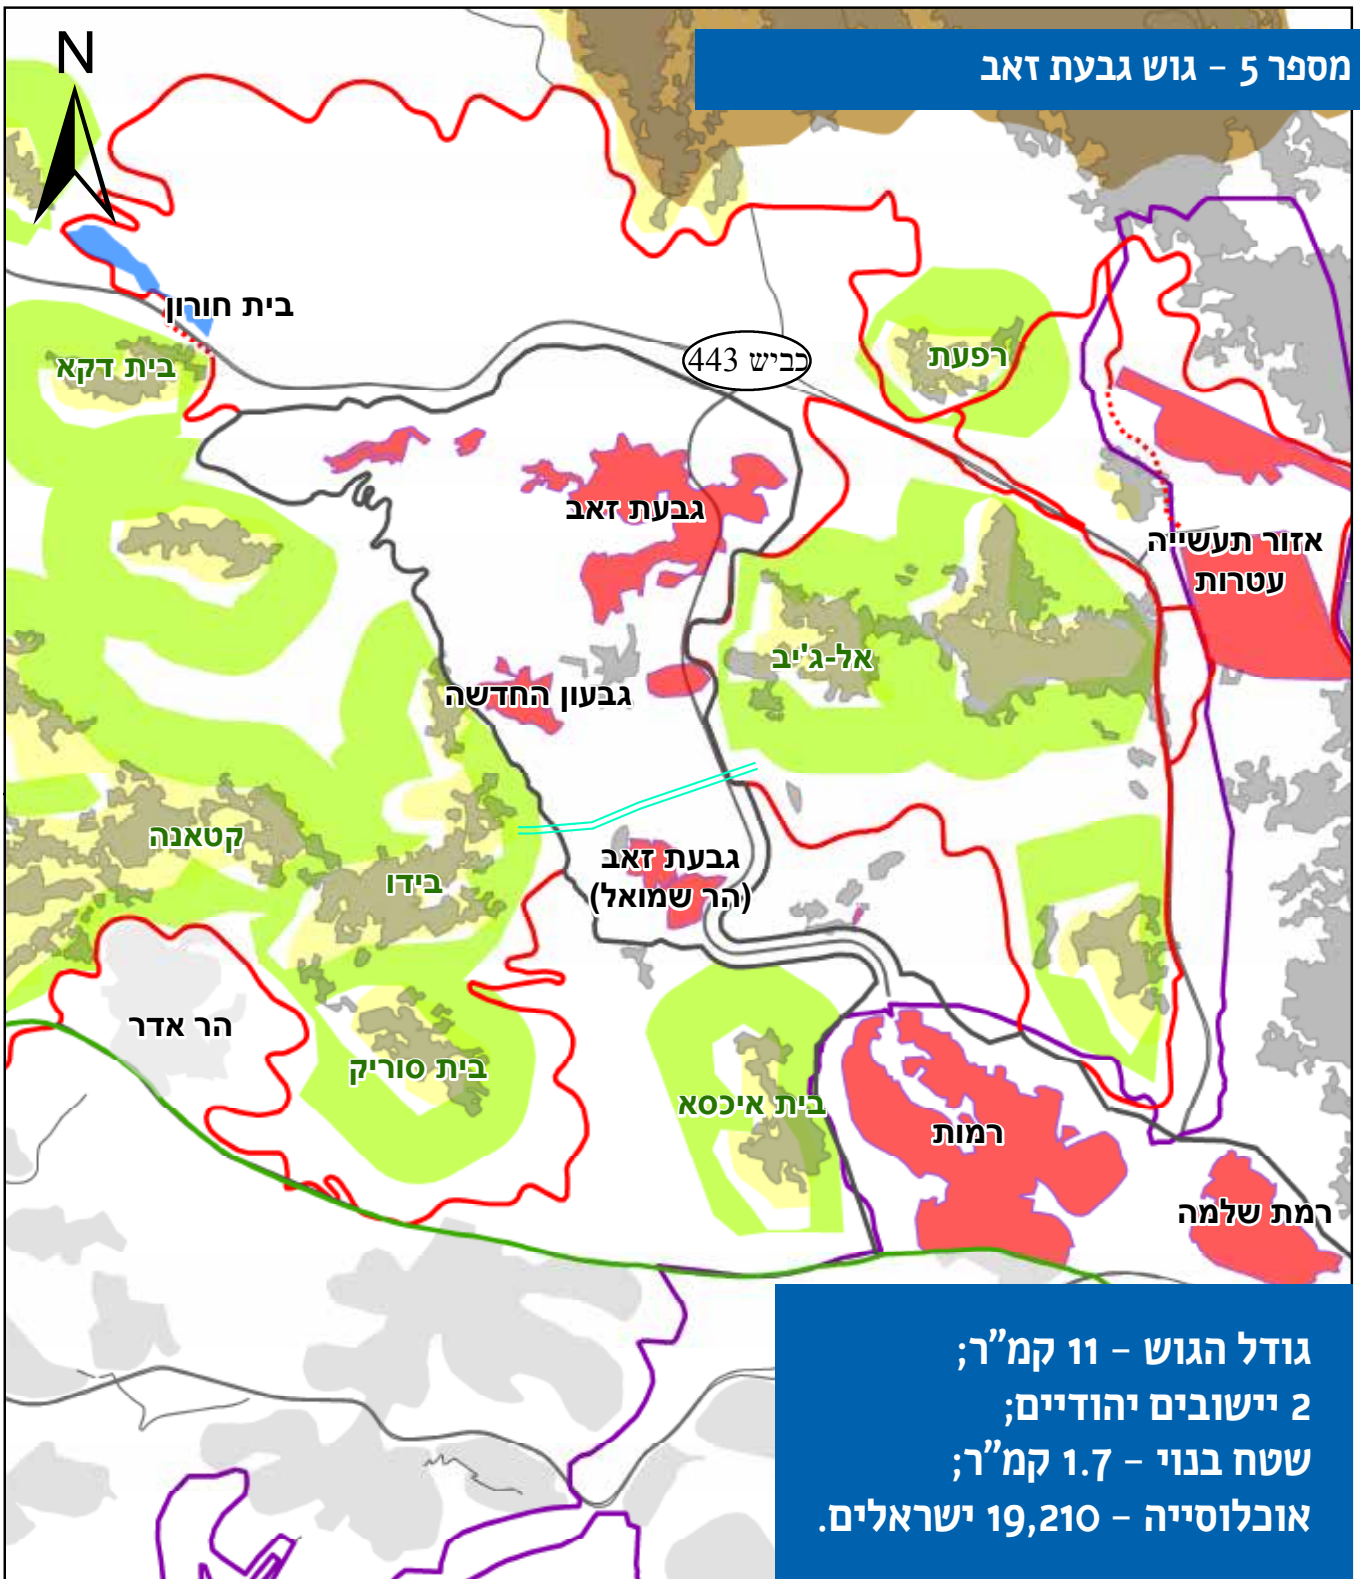 מספר 5 – גוש גבעת זאב
N
בית חורון
בית דקא
כביש 443
רפעת
גבעת זאב
אזור תעשייה
עטרות
אל-ג'יב
גבעון החדשה
קטאנה
בידו
גבעת זאב
(הר שמואל)
הר אדר
בית סוריק
בית איכסא
רמות
רמת שלמה
גודל הגוש – 11 קמ"ר;
2 יישובים יהודיים;
שטח בנוי – 1.7 קמ"ר;
אוכלוסייה – 19,210 ישראלים.